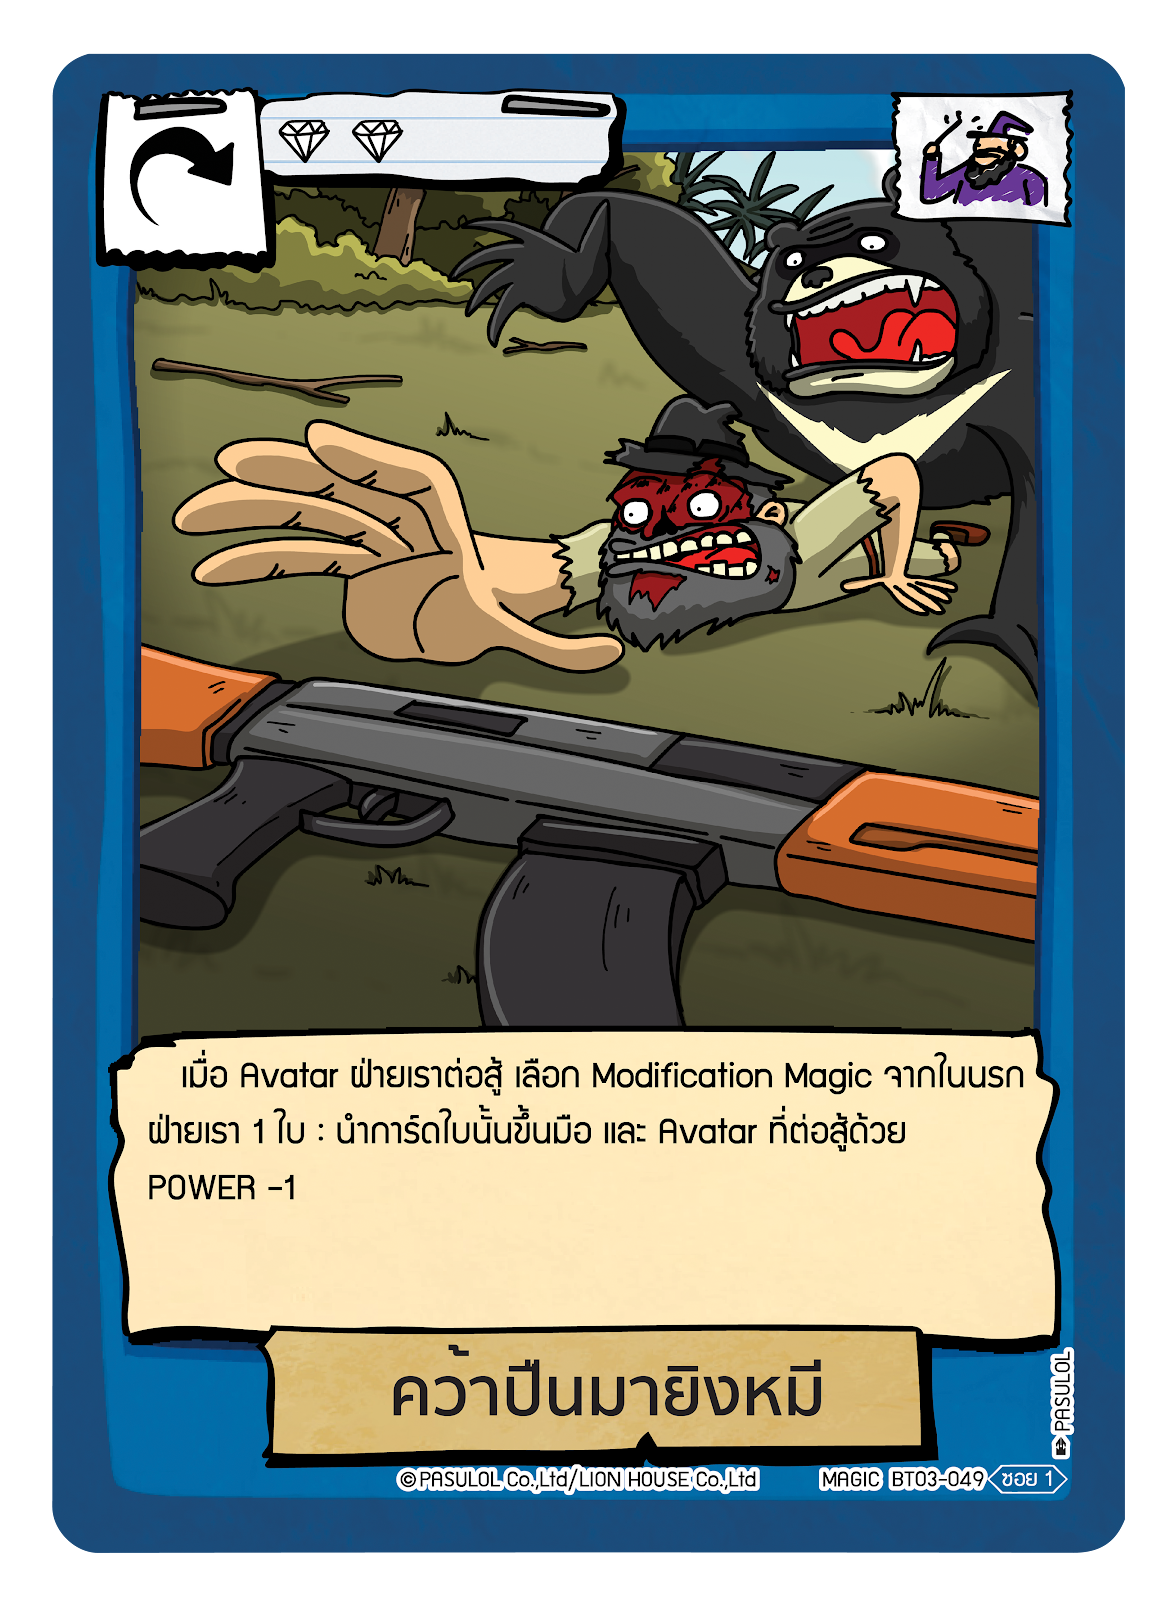 เมื่อ Avatar ฝ่ายเราต่อสู้ เลือก Modification Magic จากในนรก
ฝ่ายเรา 1 ใบ : นำการ์ดใบนั้นขึ้นมือ และ Avatar ที่ต่อสู้ด้วย
POWER -1
คว้าปืนมายิงหมี
PASULOL
©PASULOL Co.,Ltd/LION HOUSE Co.,Ltd MAGIC BT03-049 ซอย 1